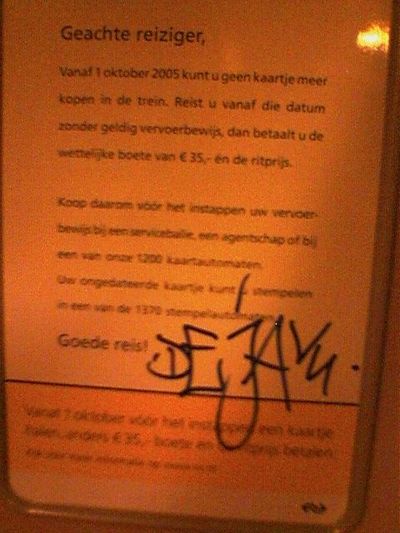 Geachte reiziger,
Vanaf 1 oktober 2005 kunt u geen kaartje meer
kopen in de trein. Reist u vanaf die datum
zonder geldig vervoerbewijs, dan betaalt u de
wettelijke boete van € 35,- én de ritprijs.
Koop daarom vóór het instappen uw vervoer-
bewijs bij een servicebalie, een agentschap of bij
een van onze 1200 kaartautomaten.
Uw ongedateerde kaartje kunt stempelen
in een van de 1370 stempelautomaten.
Goede reis!
DEJAVU.
Vanaf 1 oktober vóór het instappen een kaartje
halen, anders € 35,- boete en ritprijs betalen